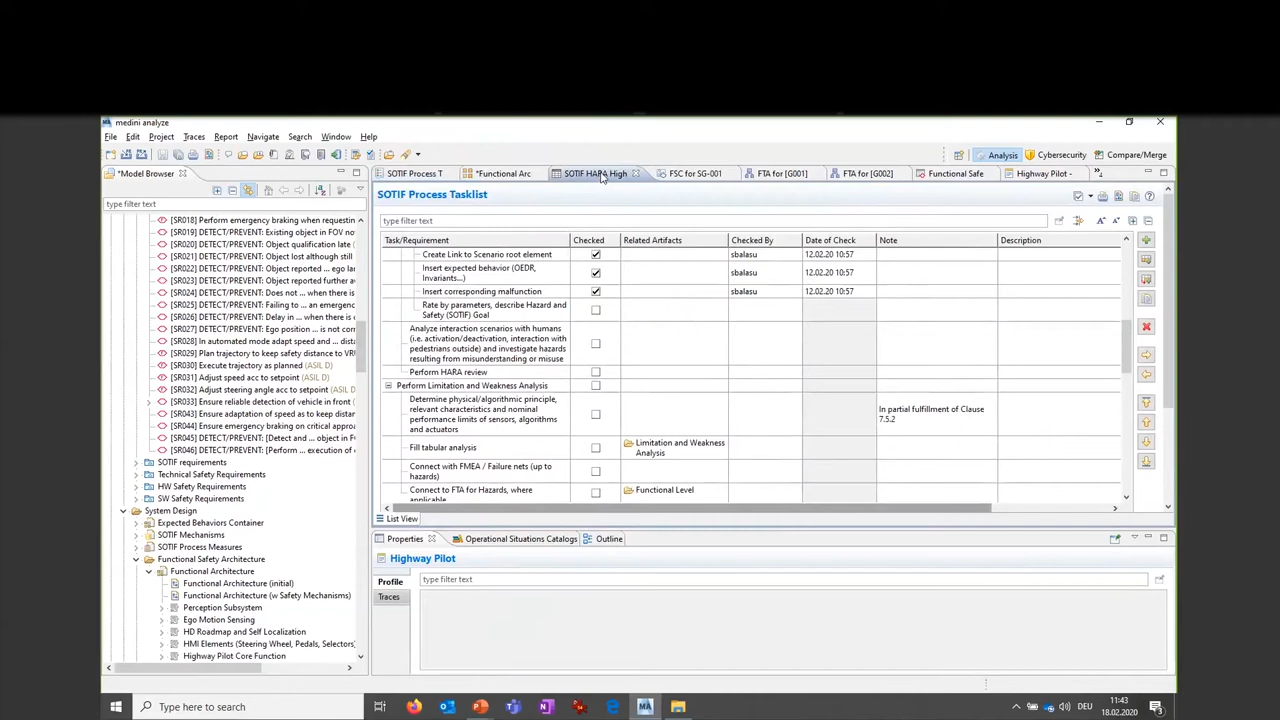 medini analyze
File Edit Project Traces Report Navigate Search Window Help
Analysis Cybersecurity Compare/Merge
*Model Browser
type filter text
[SR018] Perform emergency braking when requestin
[SR019] DETECT/PREVENT: Existing object in FOV no
[SR020] DETECT/PREVENT: Object qualification late (
[SR021] DETECT/PREVENT: Object lost although still
[SR022] DETECT/PREVENT: Object reported ... ego lar
[SR023] DETECT/PREVENT: Object reported further a
[SR024] DETECT/PREVENT: Does not ... when there is
[SR025] DETECT/PREVENT: Failing to ... when there is
[SR026] DETECT/PREVENT: Delay in ... when there is
[SR027] DETECT/PREVENT: Ego position is ... not corr
[SR028] In automated mode adapt speed and ... che
[SR029] Plan trajectory to keep safety distance to VRU
[SR030] Execute trajectory as planned (ASIL D)
[SR031] Adjust speed acc to setpoint (ASIL D)
[SR032] Adjust steering angle acc to setpoint (ASIL D
[SR033] Ensure reliable detection of vehicle in front (
[SR043] Ensure adaptation of speed as to keep distan
[SR044] Ensure emergency braking on critical approac
[SR045] DETECT/PREVENT: [Detect and ... object in FO
[SR046] DETECT/PREVENT: [Perform ... execution of e
SOTIF requirements
Technical Safety Requirements
HW Safety Requirements
SW Safety Requirements
System Design
Expected Behaviors Container
SOTIF Mechanisms
SOTIF Process Measures
Functional Safety Architecture
Functional Architecture
Functional Architecture (initial)
Functional Architecture (w Safety Mechanisms)
Perception Subsystem
Ego Motion Sensing
HD Roadmap and Self Localization
HMI Elements (Steering Wheel, Pedals, Selectors)
Highway Pilot Core Function
SOTIF Process T *Functional Arc SOTIF HARA High FSC for SG-001 FTA for [G001] FTA for [G002] Functional Safe Highway Pilot - »1
SOTIF Process Tasklist
type filter text
Task/Requirement Checked Related Artifacts Checked By Date of Check Note Description
Create Link to Scenario root element sbalasu 12.02.20 10:57
Insert expected behavior (OEDR,
Invariants...) sbalasu 12.02.20 10:57
Insert corresponding malfunction sbalasu 12.02.20 10:57
Rate by parameters, describe Hazard and
Safety (SOTIF) Goal
Analyze interaction scenarios with humans
(i.e. activation/deactivation, interaction with
pedestrians outside) and investigate hazards
resulting from misunderstanding or misuse
Perform HARA review
Perform Limitation and Weakness Analysis
Determine physical/algorithmic principle,
relevant characteristics and nominal
performance limits of sensors, algorithms
and actuators
In partial fulfillment of Clause
7.5.2
Fill tabular analysis
Limitation and Weakness
Analysis
Connect with FMEA / Failure nets (up to
hazards)
Connect to FTA for Hazards, where
applicable
Functional Level
List View
Properties Operational Situations Catalogs Outline
Highway Pilot
Profile
Traces
type filter text
Type here to search
DEU
11:43
18.02.2020
3